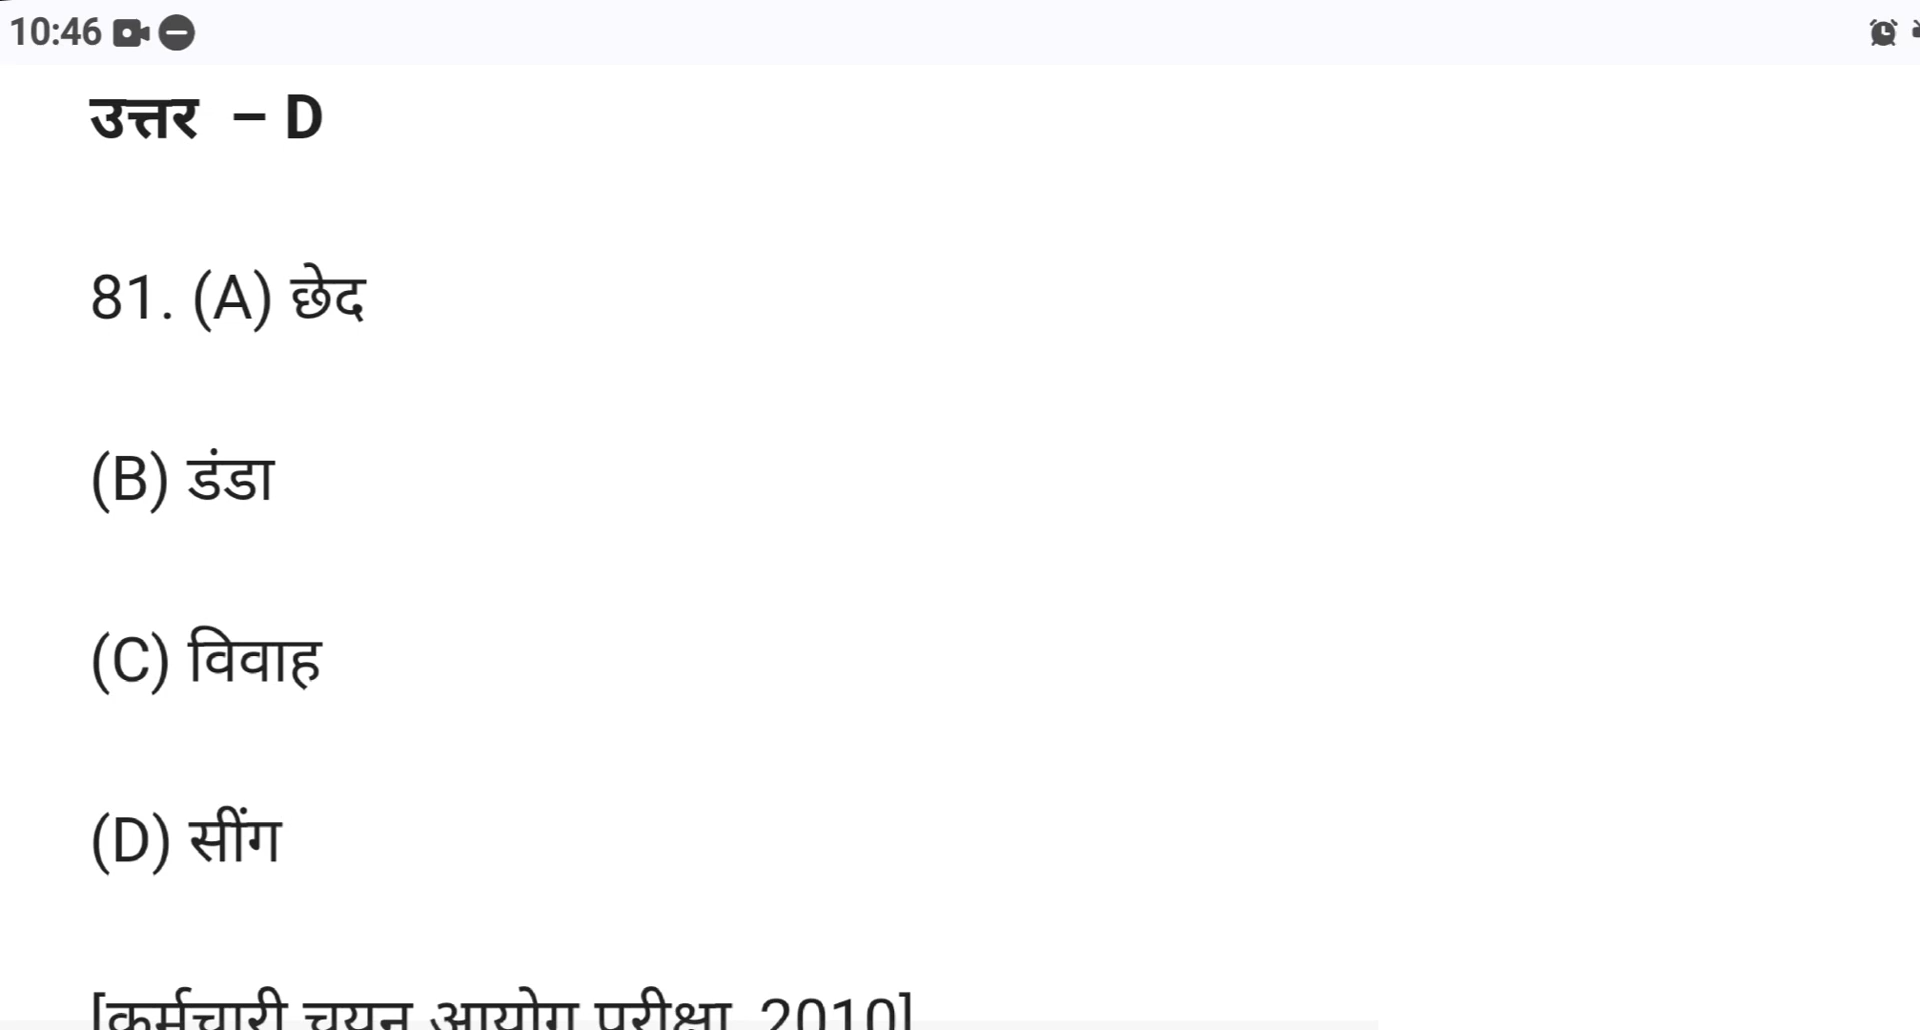 10:46
उत्तर – D
81. (A) छेद
(B) डंडा
(C) विवाह
(D) सींग
[कर्मचारी चयन आयोग परीक्षा, 2010]